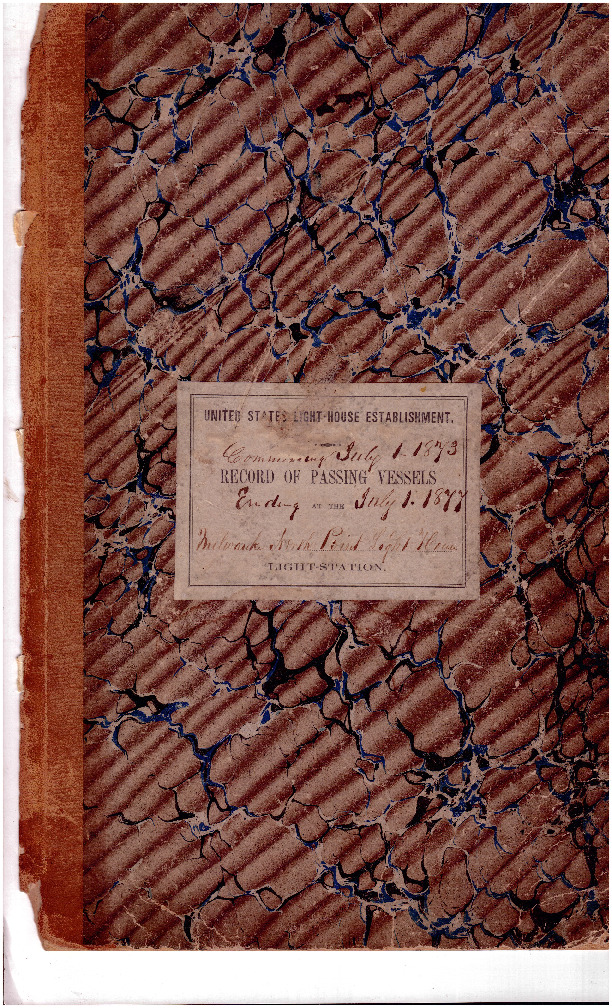 UNITED STATES LIGHT-HOUSE ESTABLISHMENT.
Commencing July 1. 1873
RECORD OF PASSING VESSELS
Ending AT THE July 1. 1877
Milwaukee North Point Light House
LIGHT-STATION.